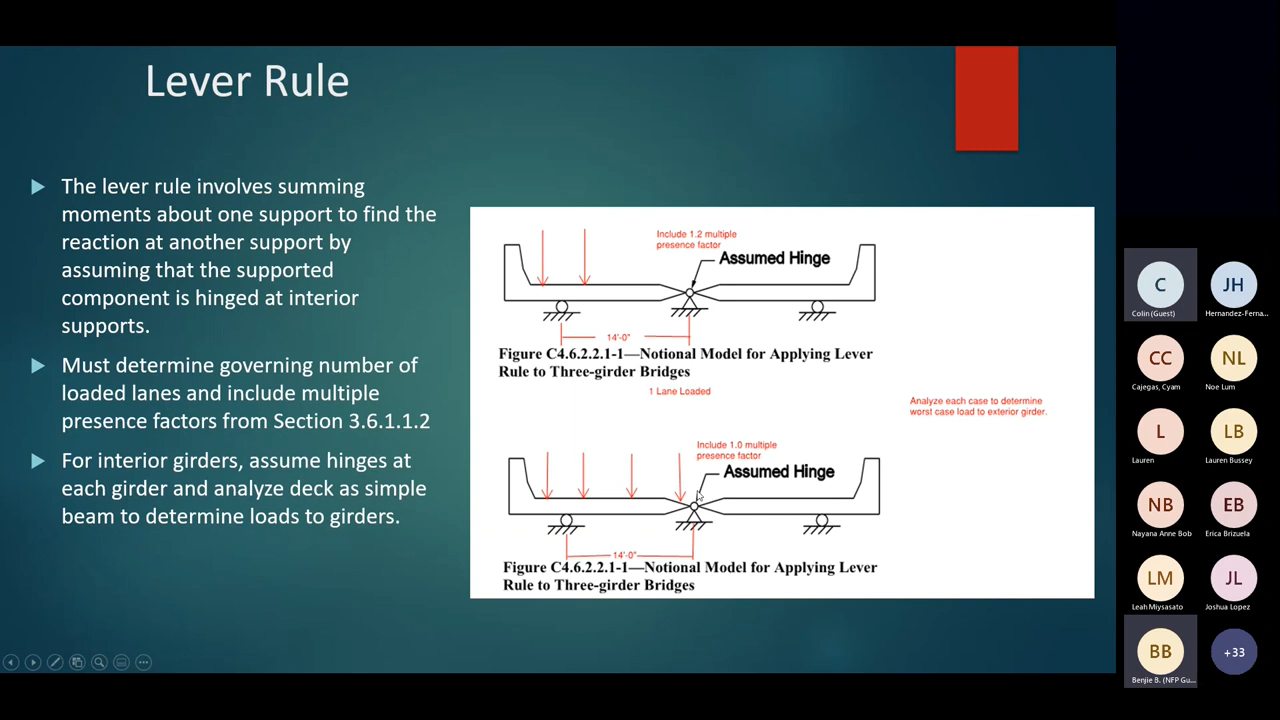 Lever Rule
The lever rule involves summing
moments about one support to find the
reaction at another support by
assuming that the supported
component is hinged at interior
supports.
Must determine governing number of
loaded lanes and include multiple
presence factors from Section 3.6.1.1.2
For interior girders, assume hinges at
each girder and analyze deck as simple
beam to determine loads to girders.
Include 1.2 multiple
presence factor
Assumed Hinge
14'-0"
Figure C4.6.2.2.1-1—Notional Model for Applying Lever
Rule to Three-girder Bridges
1 Lane Loaded
Analyze each case to determine
worst case load to exterior girder.
Include 1.0 multiple
presence factor
Assumed Hinge
14'-0"
Figure C4.6.2.2.1-1—Notional Model for Applying Lever
Rule to Three-girder Bridges
C
Colin (Guest)
JH
Hernandez-Ferna...
CC
Cajegas, Cyam
NL
Noe Lum
L
Lauren
LB
Lauren Bussey
NB
Nayana Anne Bob
EB
Erica Brizuela
LM
Leah Miysasato
JL
Joshua Lopez
BB
Benjie B. (NFP Gu...
+33